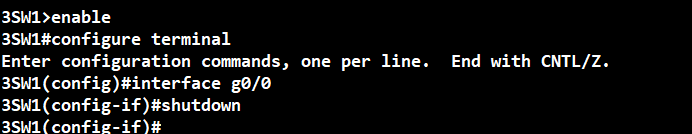 3SW1>enable
3SW1#configure terminal
Enter configuration commands, one per line.  End with CNTL/Z.
3SW1(config)#interface g0/0
3SW1(config-if)#shutdown
3SW1(config-if)#